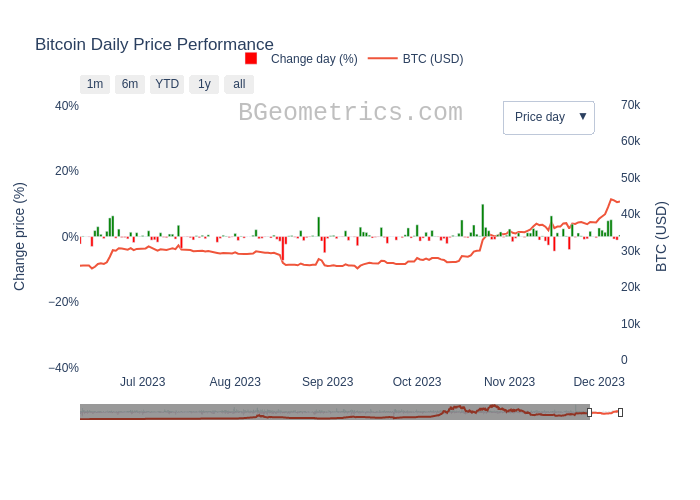 Bitcoin Daily Price Performance
Change day (%)
BTC (USD)
1m
6m
YTD
1y
all
BGeometrics.com
Price day ▼
Change price (%)
40%
20%
0%
−20%
−40%
70k
60k
50k
40k
30k
20k
10k
0
BTC (USD)
Jul 2023
Aug 2023
Sep 2023
Oct 2023
Nov 2023
Dec 2023